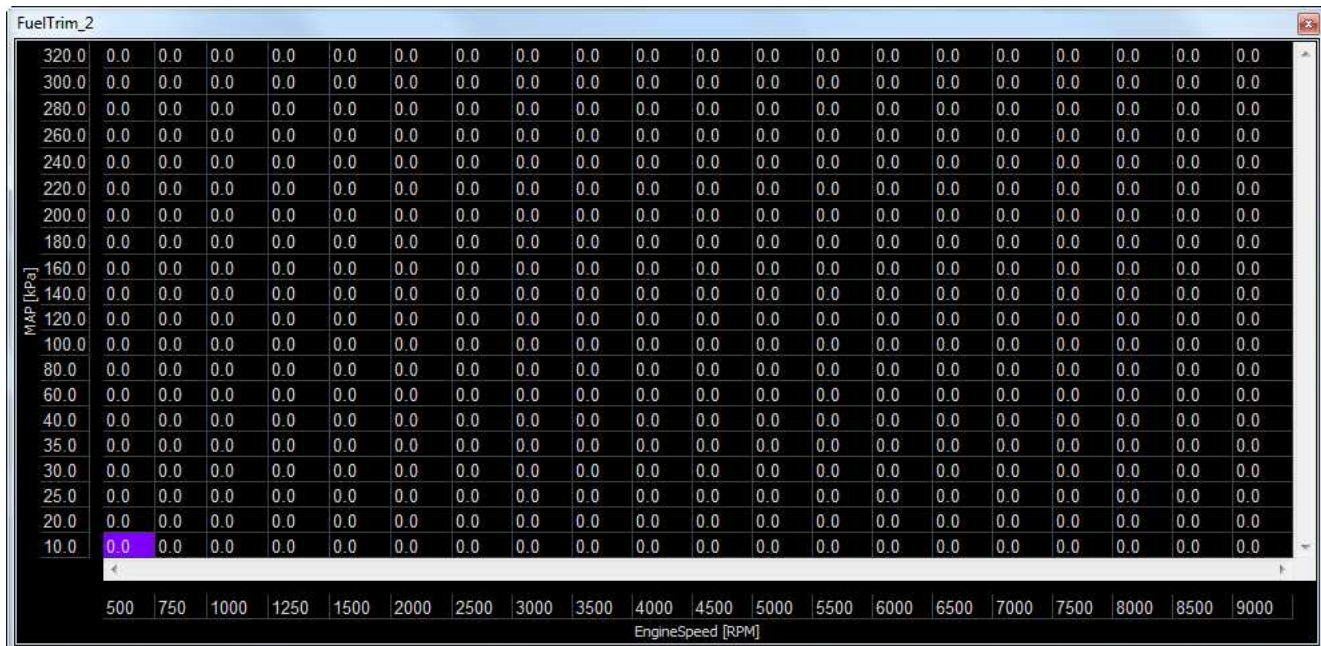 FuelTrim_2
320.0 0.0 0.0 0.0 0.0 0.0 0.0 0.0 0.0 0.0 0.0 0.0 0.0 0.0 0.0 0.0 0.0 0.0 0.0 0.0 0.0
300.0 0.0 0.0 0.0 0.0 0.0 0.0 0.0 0.0 0.0 0.0 0.0 0.0 0.0 0.0 0.0 0.0 0.0 0.0 0.0 0.0
280.0 0.0 0.0 0.0 0.0 0.0 0.0 0.0 0.0 0.0 0.0 0.0 0.0 0.0 0.0 0.0 0.0 0.0 0.0 0.0 0.0
260.0 0.0 0.0 0.0 0.0 0.0 0.0 0.0 0.0 0.0 0.0 0.0 0.0 0.0 0.0 0.0 0.0 0.0 0.0 0.0 0.0
240.0 0.0 0.0 0.0 0.0 0.0 0.0 0.0 0.0 0.0 0.0 0.0 0.0 0.0 0.0 0.0 0.0 0.0 0.0 0.0 0.0
220.0 0.0 0.0 0.0 0.0 0.0 0.0 0.0 0.0 0.0 0.0 0.0 0.0 0.0 0.0 0.0 0.0 0.0 0.0 0.0 0.0
200.0 0.0 0.0 0.0 0.0 0.0 0.0 0.0 0.0 0.0 0.0 0.0 0.0 0.0 0.0 0.0 0.0 0.0 0.0 0.0 0.0
180.0 0.0 0.0 0.0 0.0 0.0 0.0 0.0 0.0 0.0 0.0 0.0 0.0 0.0 0.0 0.0 0.0 0.0 0.0 0.0 0.0
160.0 0.0 0.0 0.0 0.0 0.0 0.0 0.0 0.0 0.0 0.0 0.0 0.0 0.0 0.0 0.0 0.0 0.0 0.0 0.0 0.0
MAP [kPa]
140.0 0.0 0.0 0.0 0.0 0.0 0.0 0.0 0.0 0.0 0.0 0.0 0.0 0.0 0.0 0.0 0.0 0.0 0.0 0.0 0.0
120.0 0.0 0.0 0.0 0.0 0.0 0.0 0.0 0.0 0.0 0.0 0.0 0.0 0.0 0.0 0.0 0.0 0.0 0.0 0.0 0.0
100.0 0.0 0.0 0.0 0.0 0.0 0.0 0.0 0.0 0.0 0.0 0.0 0.0 0.0 0.0 0.0 0.0 0.0 0.0 0.0 0.0
80.0 0.0 0.0 0.0 0.0 0.0 0.0 0.0 0.0 0.0 0.0 0.0 0.0 0.0 0.0 0.0 0.0 0.0 0.0 0.0 0.0
60.0 0.0 0.0 0.0 0.0 0.0 0.0 0.0 0.0 0.0 0.0 0.0 0.0 0.0 0.0 0.0 0.0 0.0 0.0 0.0 0.0
40.0 0.0 0.0 0.0 0.0 0.0 0.0 0.0 0.0 0.0 0.0 0.0 0.0 0.0 0.0 0.0 0.0 0.0 0.0 0.0 0.0
35.0 0.0 0.0 0.0 0.0 0.0 0.0 0.0 0.0 0.0 0.0 0.0 0.0 0.0 0.0 0.0 0.0 0.0 0.0 0.0 0.0
30.0 0.0 0.0 0.0 0.0 0.0 0.0 0.0 0.0 0.0 0.0 0.0 0.0 0.0 0.0 0.0 0.0 0.0 0.0 0.0 0.0
25.0 0.0 0.0 0.0 0.0 0.0 0.0 0.0 0.0 0.0 0.0 0.0 0.0 0.0 0.0 0.0 0.0 0.0 0.0 0.0 0.0
20.0 0.0 0.0 0.0 0.0 0.0 0.0 0.0 0.0 0.0 0.0 0.0 0.0 0.0 0.0 0.0 0.0 0.0 0.0 0.0 0.0
10.0 0.0 0.0 0.0 0.0 0.0 0.0 0.0 0.0 0.0 0.0 0.0 0.0 0.0 0.0 0.0 0.0 0.0 0.0 0.0 0.0
500 750 1000 1250 1500 2000 2500 3000 3500 4000 4500 5000 5500 6000 6500 7000 7500 8000 8500 9000
EngineSpeed [RPM]